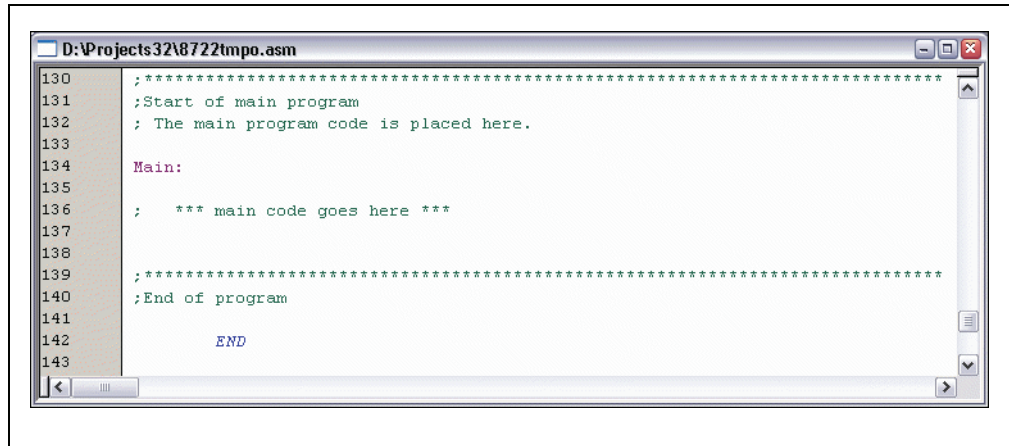 D:\Projects32\8722tmpo.asm
130 ;******************************************************************************
131 ;Start of main program
132 ; The main program code is placed here.
133
134 Main:
135
136 ;   *** main code goes here ***
137
138
139 ;******************************************************************************
140 ;End of program
141
142         END
143